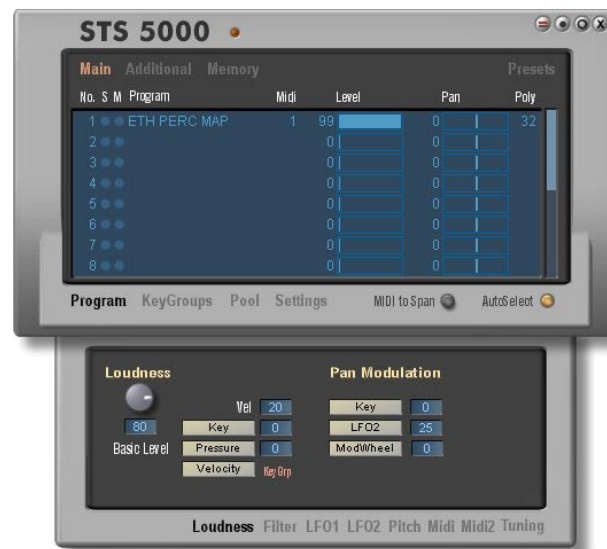 STS 5000
Main Additional Memory Presets
No. S M Program Midi Level Pan Poly
1 ETH PERC MAP 1 99 0 32
2 0 0
3 0 0
4 0 0
5 0 0
6 0 0
7 0 0
8 0 0
Program KeyGroups Pool Settings MIDI to Span AutoSelect
Loudness Pan Modulation
Vel 20 Key 0
80 Key 0 LFO2 25
Basic Level Pressure 0 ModWheel 0
Velocity KeyGrp
Loudness Filter LFO1 LFO2 Pitch Midi Midi2 Tuning